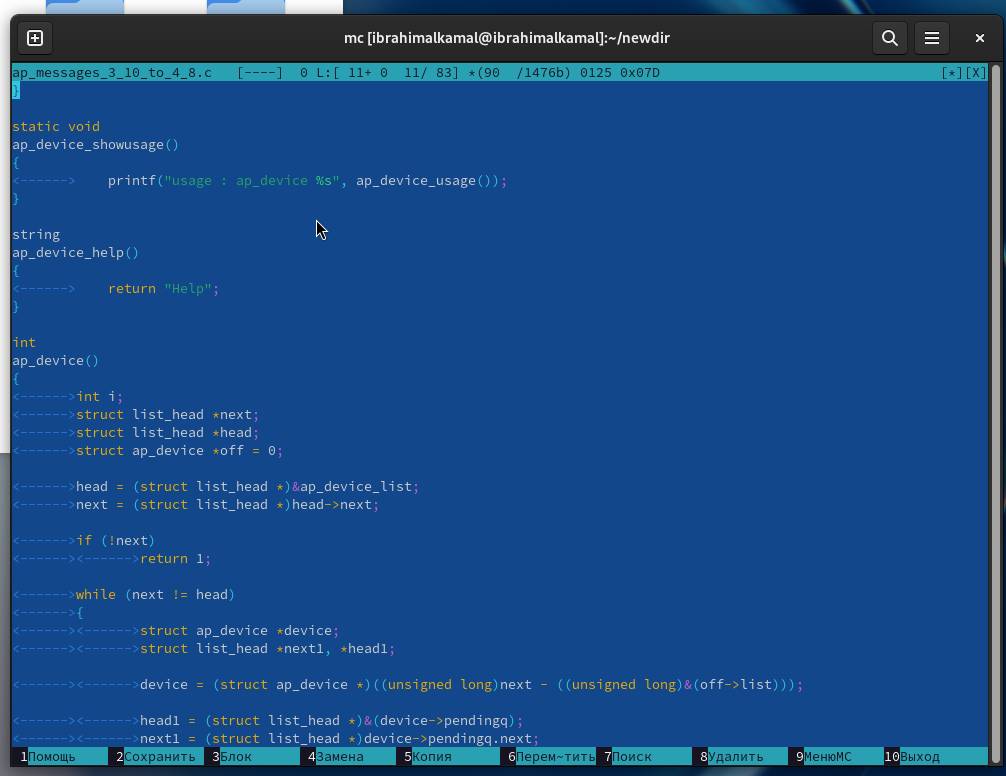 mc [ibrahimalkamal@ibrahimalkamal]:~/newdir
ap_messages_3_10_to_4_8.c   [----]  0 L:[ 11+ 0  11/ 83] *(90  /1476b) 0125 0x07D                                   [*][X]
}

static void
ap_device_showusage()
{
<------>    printf("usage : ap_device %s", ap_device_usage());
}

string
ap_device_help()
{
<------>    return "Help";
}

int
ap_device()
{
<------>int i;
<------>struct list_head *next;
<------>struct list_head *head;
<------>struct ap_device *off = 0;

<------>head = (struct list_head *)&ap_device_list;
<------>next = (struct list_head *)head->next;

<------>if (!next)
<------><------>return 1;

<------>while (next != head)
<------>{
<------><------>struct ap_device *device;
<------><------>struct list_head *next1, *head1;

<------><------>device = (struct ap_device *)((unsigned long)next - ((unsigned long)&(off->list)));

<------><------>head1 = (struct list_head *)&(device->pendingq);
<------><------>next1 = (struct list_head *)device->pendingq.next;
1Помощь 2Сохранить 3Блок 4Замена 5Копия 6Перем~тить 7Поиск 8Удалить 9МенюMC 10Выход